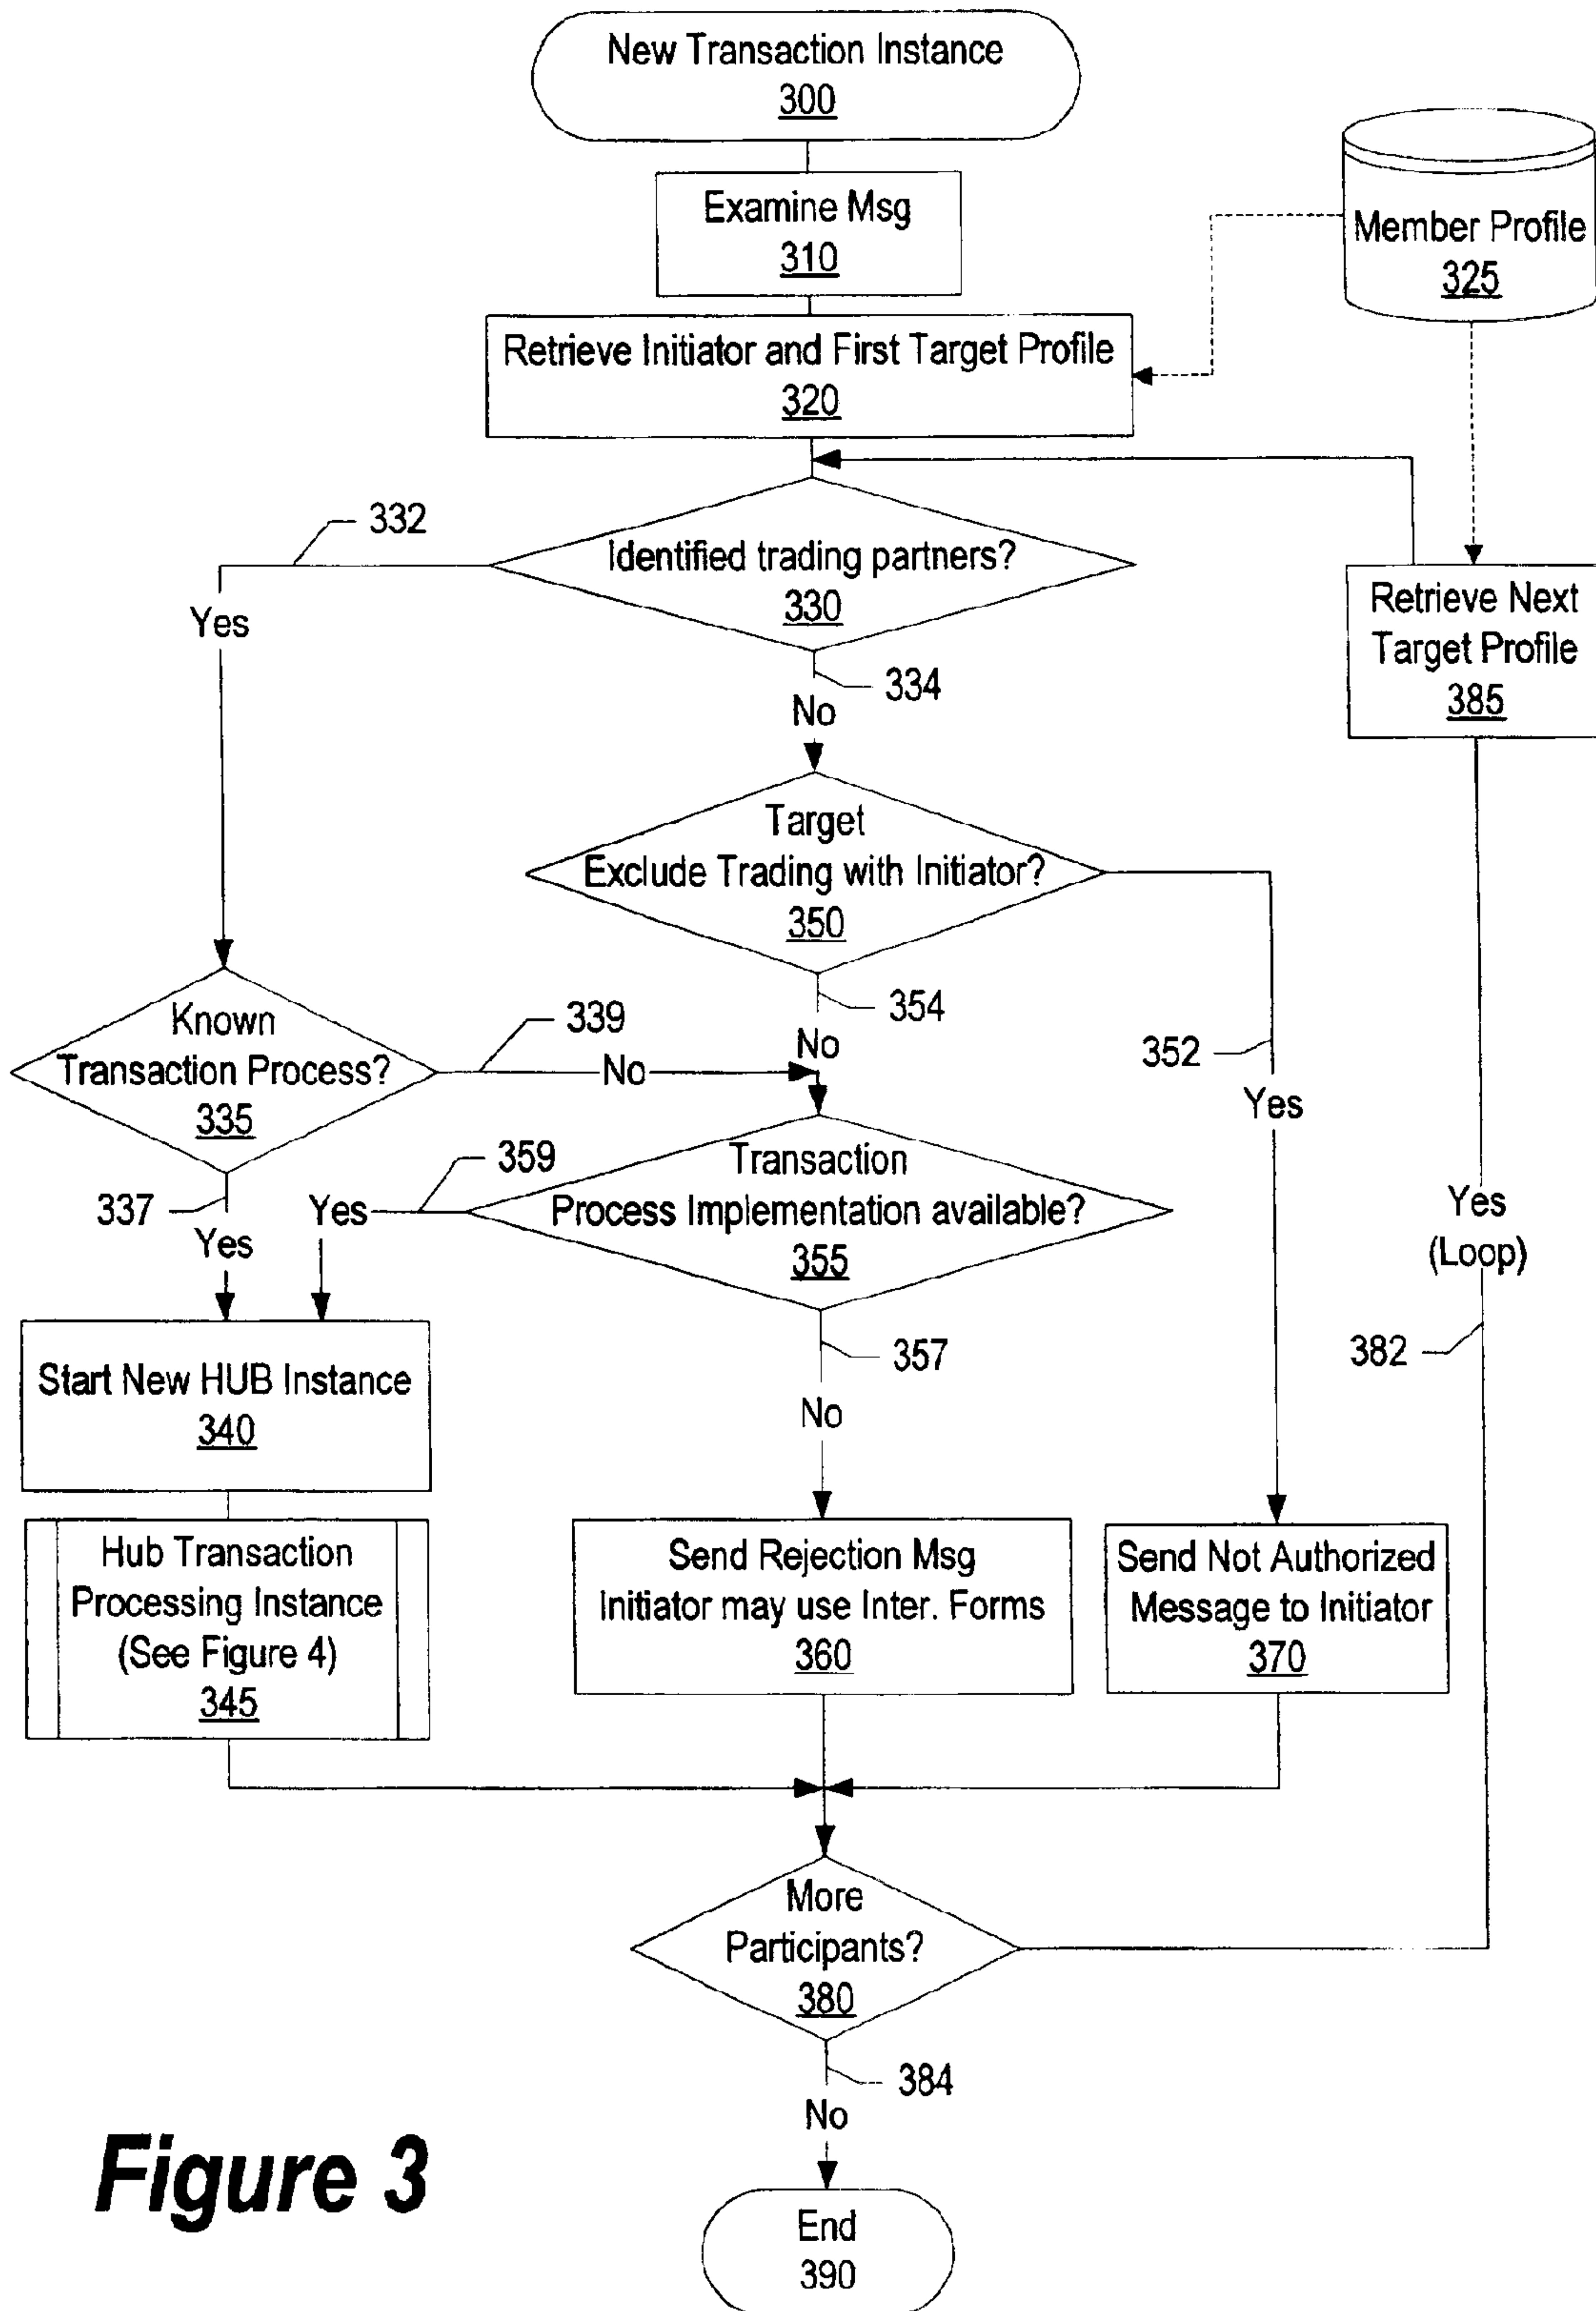 New Transaction Instance
300
Examine Msg
310
Member Profile
325
Retrieve Initiator and First Target Profile
320
332
Identified trading partners?
330
Yes
334
No
Retrieve Next
Target Profile
385
Target
Exclude Trading with Initiator?
350
354
No
352
Yes
Known
Transaction Process?
335
339
No
337
Yes
359
Yes
Transaction
Process Implementation available?
355
357
No
Yes
(Loop)
382
Start New HUB Instance
340
Hub Transaction
Processing Instance
(See Figure 4)
345
Send Rejection Msg
Initiator may use Inter. Forms
360
Send Not Authorized
Message to Initiator
370
More
Participants?
380
384
No
End
390
Figure 3